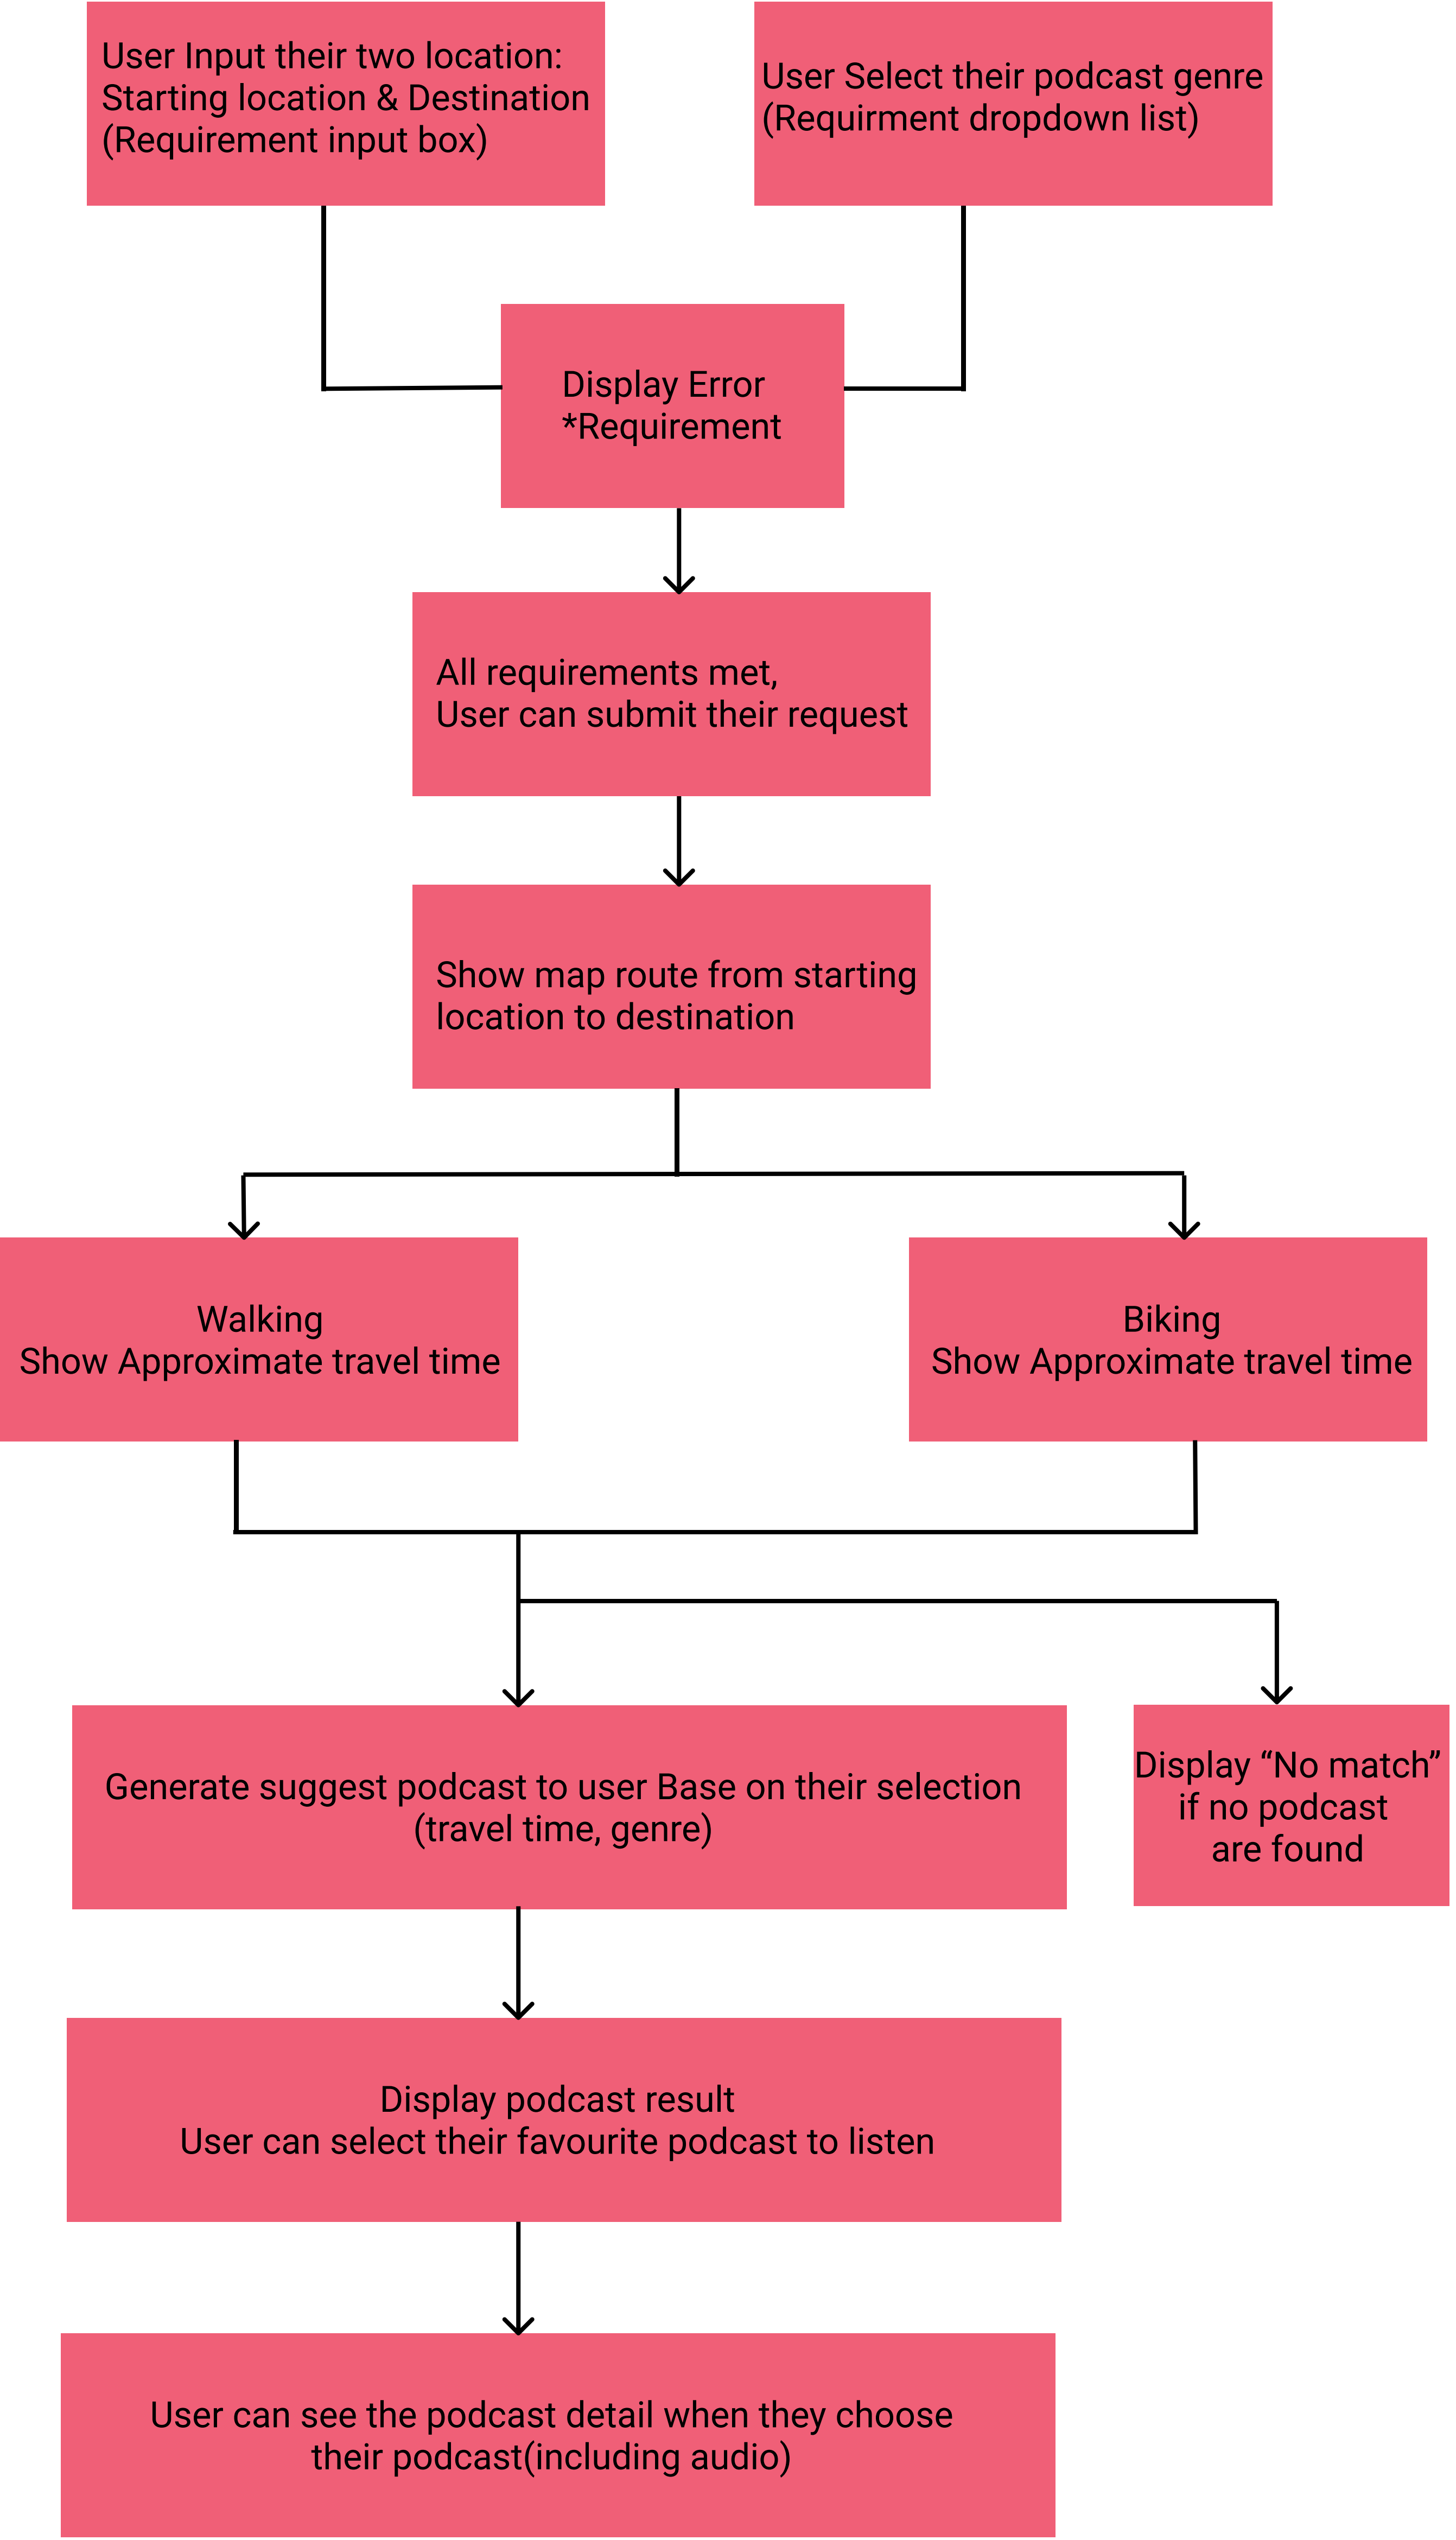 User Input their two location:
Starting location & Destination
(Requirement input box)
User Select their podcast genre
(Requirment dropdown list)
Display Error
*Requirement
All requirements met,
User can submit their request
Show map route from starting
location to destination
Walking
Show Approximate travel time
Biking
Show Approximate travel time
Generate suggest podcast to user Base on their selection
(travel time, genre)
Display “No match”
if no podcast
are found
Display podcast result
User can select their favourite podcast to listen
User can see the podcast detail when they choose
their podcast(including audio)